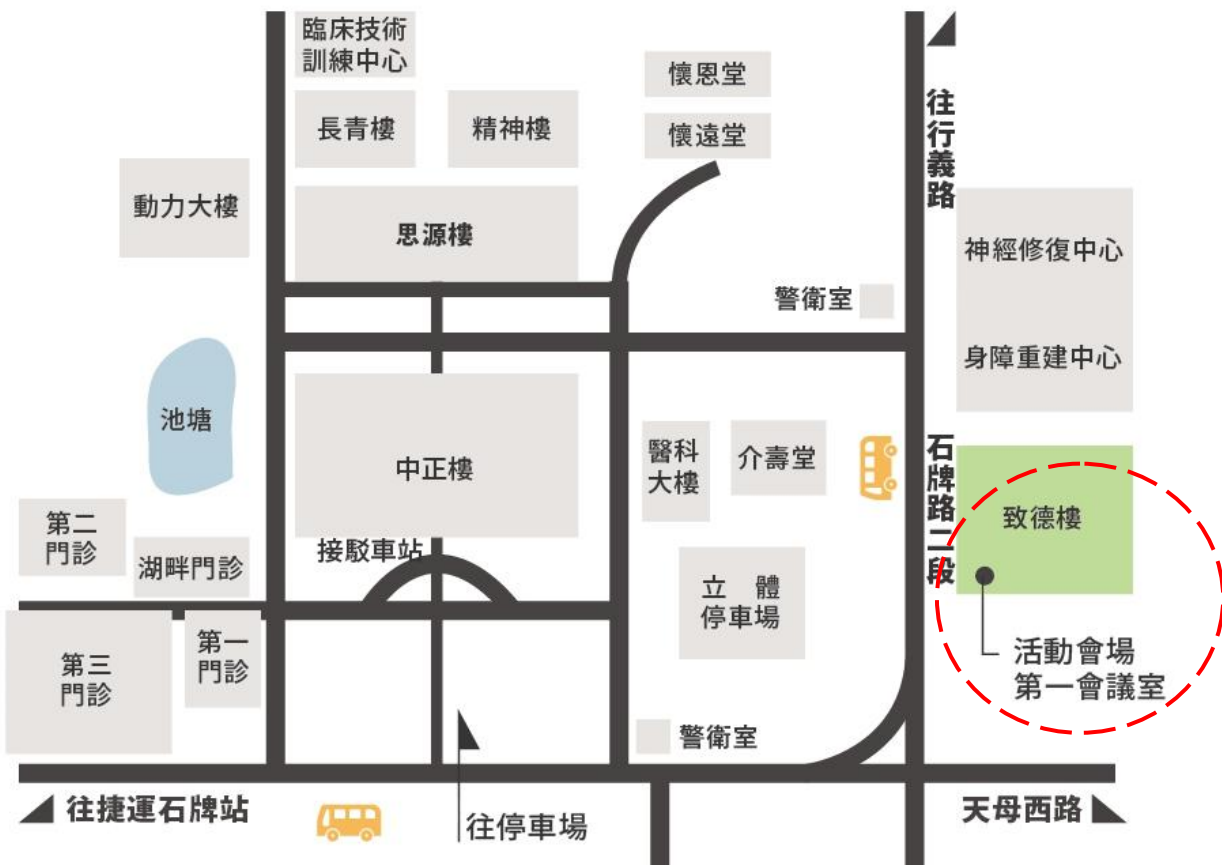 臨床技術
訓練中心
懷恩堂
長青樓
精神樓
懷遠堂
往行義路
動力大樓
思源樓
神經修復中心
警衛室
身障重建中心
池塘
中正樓
醫科
大樓
介壽堂
石牌路二段
致德樓
第二
門診
湖畔門診
接駁車站
立 體
停車場
第一
門診
第三
門診
活動會場
第一會議室
警衛室
往捷運石牌站
往停車場
天母西路